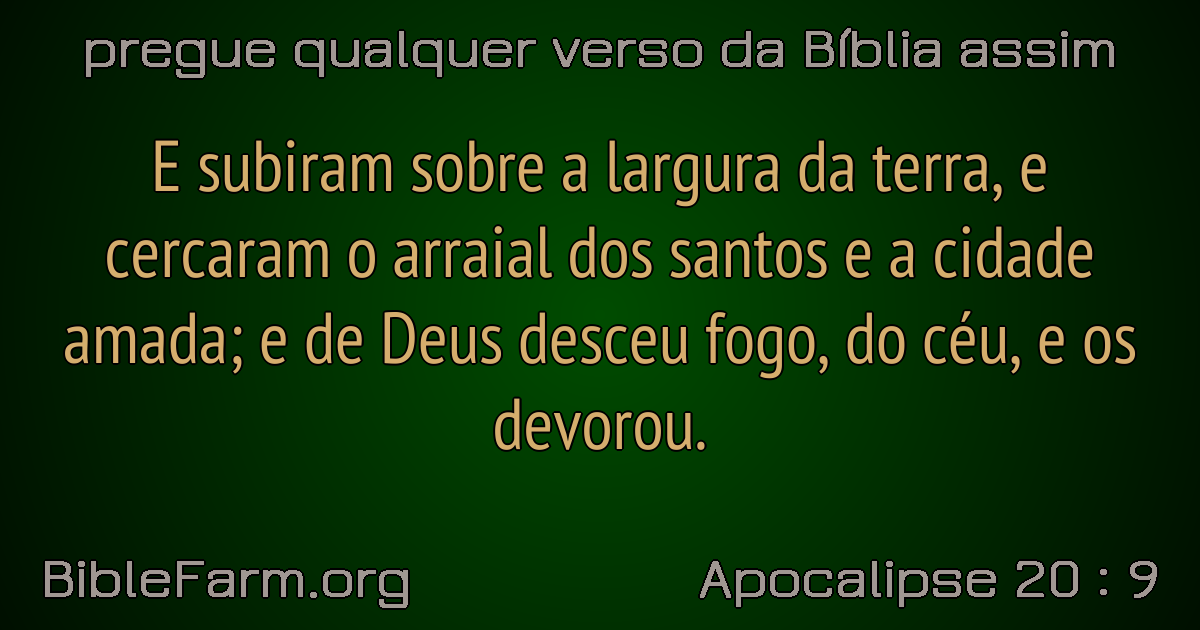 pregue qualquer verso da Bíblia assim
E subiram sobre a largura da terra, e
cercaram o arraial dos santos e a cidade
amada; e de Deus desceu fogo, do céu, e os
devorou.
BibleFarm.org
Apocalipse 20 : 9